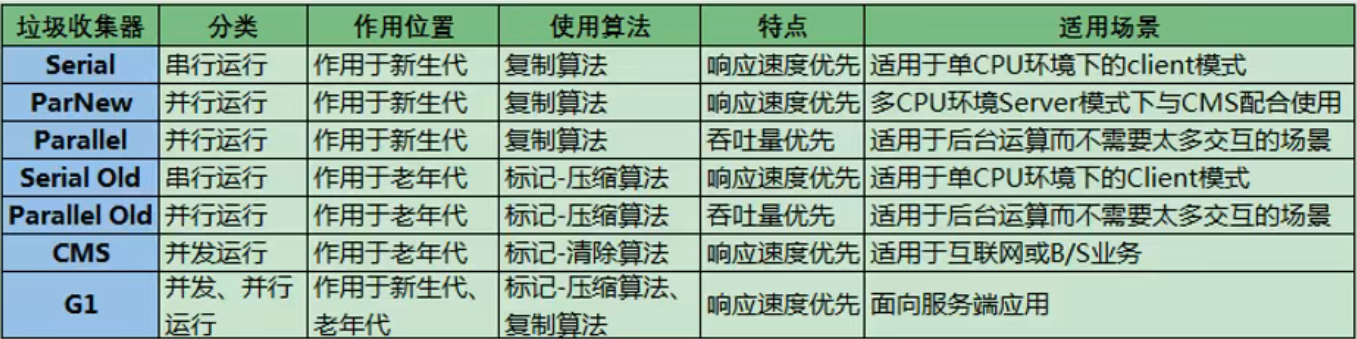 垃圾收集器 分类 作用位置 使用算法 特点 适用场景
Serial 串行运行 作用于新生代 复制算法 响应速度优先 适用于单CPU环境下的client模式
ParNew 并行运行 作用于新生代 复制算法 响应速度优先 多CPU环境Server模式下与CMS配合使用
Parallel 并行运行 作用于新生代 复制算法 吞吐量优先 适用于后台运算而不需要太多交互的场景
Serial Old 串行运行 作用于老年代 标记-压缩算法 响应速度优先 适用于单CPU环境下的Client模式
Parallel Old 并行运行 作用于老年代 标记-压缩算法 吞吐量优先 适用于后台运算而不需要太多交互的场景
CMS 并发运行 作用于老年代 标记-清除算法 响应速度优先 适用于互联网或B/S业务
G1 并发、并行运行 作用于新生代、老年代 标记-压缩算法、复制算法 响应速度优先 面向服务端应用